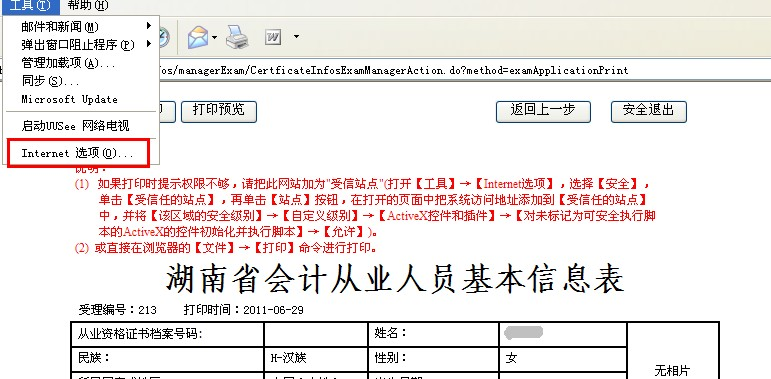 工具(T) 帮助(H)
邮件和新闻(M)
弹出窗口阻止程序(P)
管理加载项(A)...
同步(S)...
Microsoft Update
启动UUSee 网络电视
Internet 选项(O)...
os/managerExam/CertficateInfosExamManagerAction.do?method=examApplicationPrint
打印预览 返回上一步 安全退出
说明：
(1) 如果打印时提示权限不够，请把此网站加为"受信站点"(打开【工具】→【Internet选项】，选择【安全】，
单击【受信任的站点】，再单击【站点】按钮，在打开的页面中把系统访问地址添加到【受信任的站点】
中，并将【该区域的安全级别】→【自定义级别】→【ActiveX控件和插件】→【对未标记为可安全执行脚
本的ActiveX的控件初始化并执行脚本】→【允许】)。
(2) 或直接在浏览器的【文件】→【打印】命令进行打印。
湖南省会计从业人员基本信息表
受理编号：213 打印时间：2011-06-29
从业资格证书档案号码: 姓名：
民族： H-汉族 性别： 女
无相片